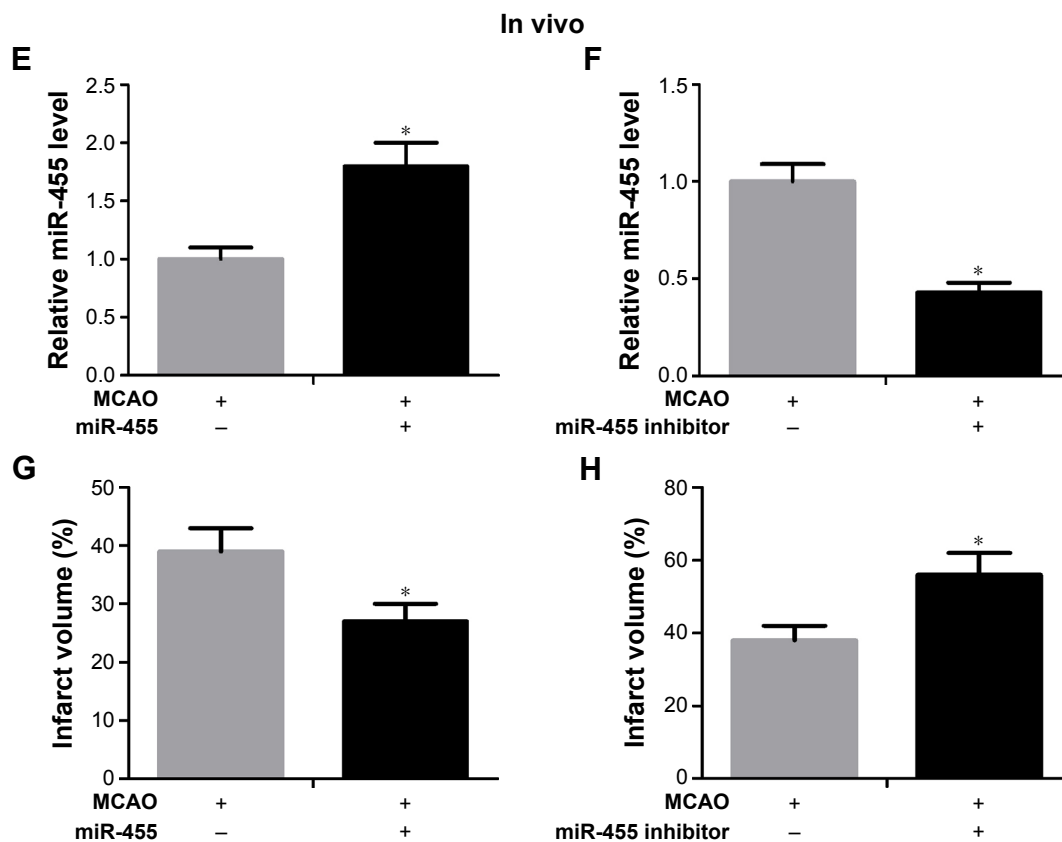 In vivo
E
Relative miR-455 level
2.5
2.0
1.5
1.0
0.5
0.0
*
MCAO + +
miR-455 – +
F
Relative miR-455 level
1.5
1.0
0.5
0.0
*
MCAO + +
miR-455 inhibitor – +
G
Infarct volume (%)
50
40
30
20
10
0
*
MCAO + +
miR-455 – +
H
Infarct volume (%)
80
60
40
20
0
*
MCAO + +
miR-455 inhibitor – +